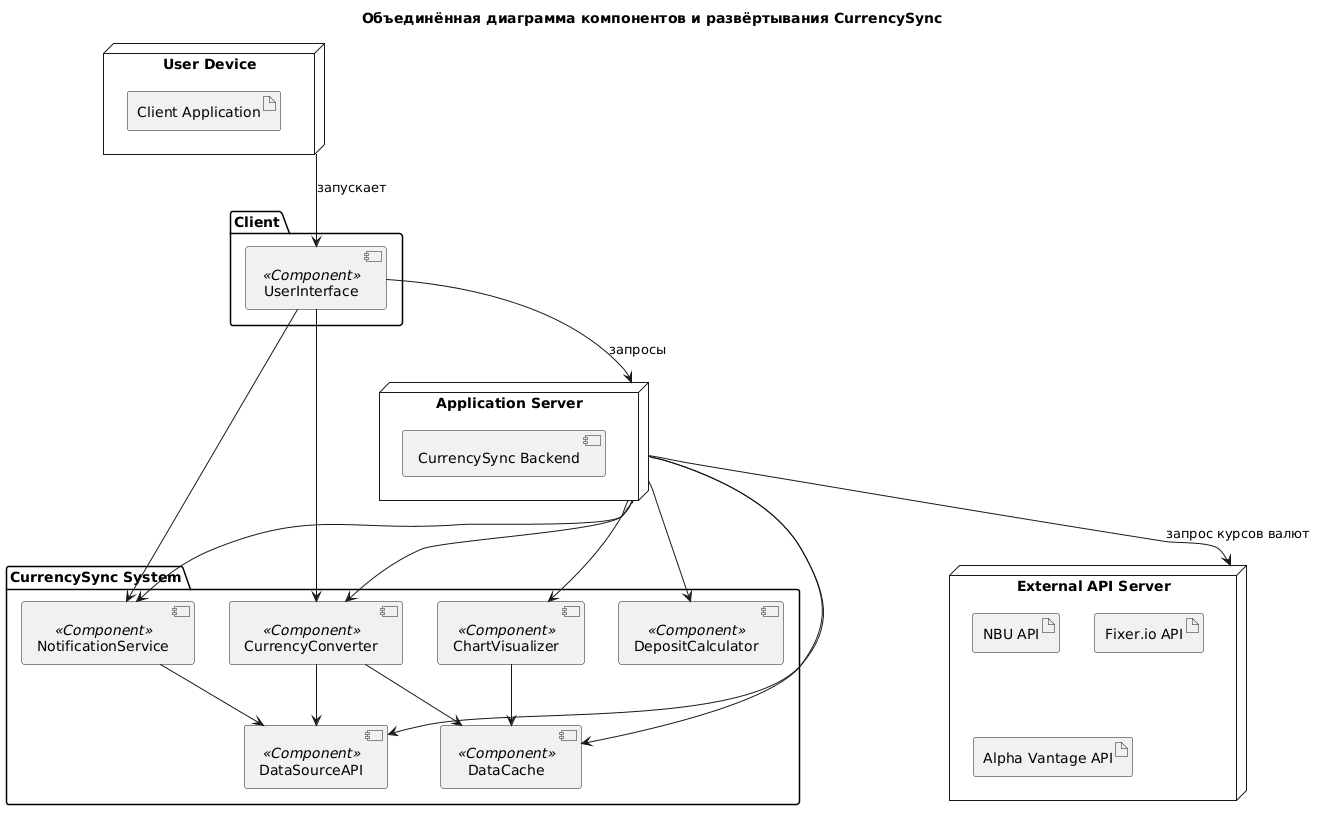 Объединённая диаграмма компонентов и развёртывания CurrencySync
User Device
Client Application
запускает
Client
«Component»
UserInterface
запросы
Application Server
CurrencySync Backend
запрос курсов валют
CurrencySync System
«Component»
NotificationService
«Component»
CurrencyConverter
«Component»
ChartVisualizer
«Component»
DepositCalculator
«Component»
DataSourceAPI
«Component»
DataCache
External API Server
NBU API
Fixer.io API
Alpha Vantage API